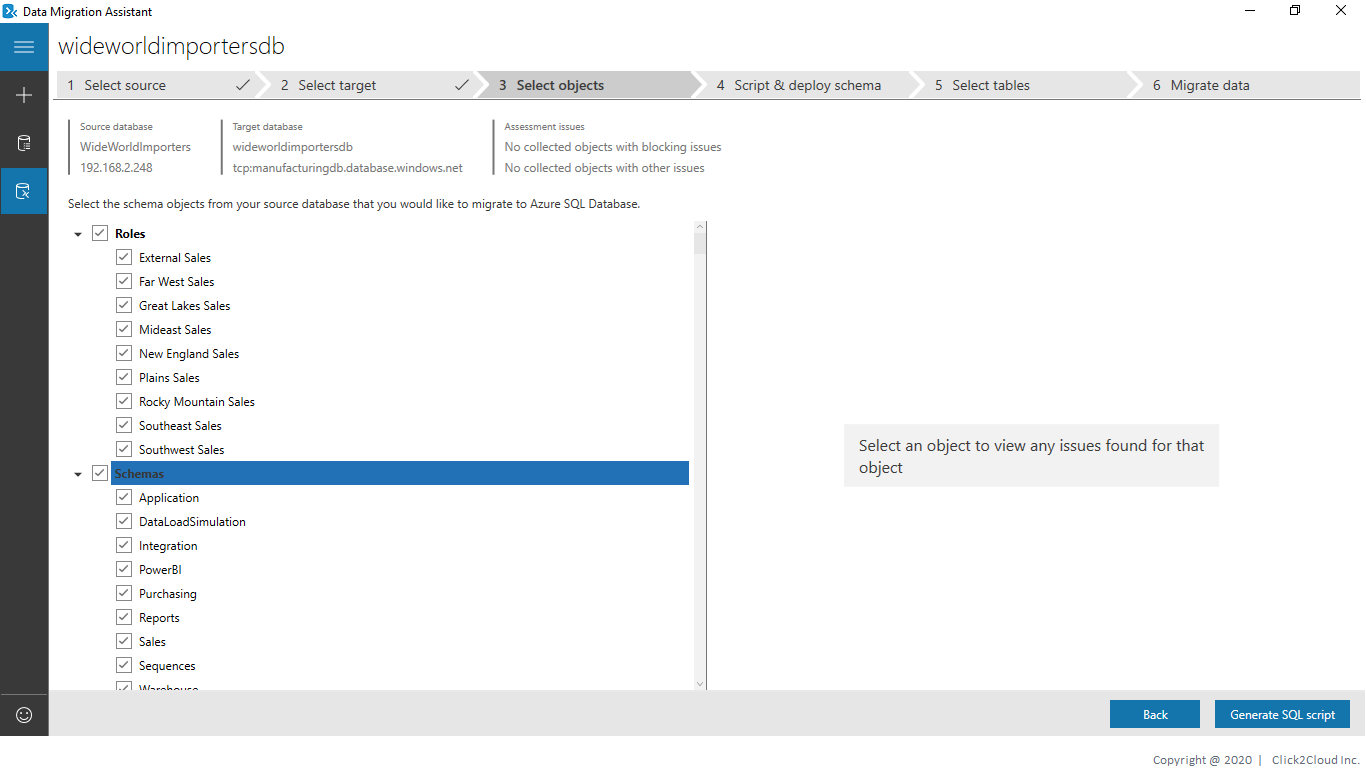 Data Migration Assistant
wideworldimportersdb
1 Select source
2 Select target
3 Select objects
4 Script & deploy schema
5 Select tables
6 Migrate data
Source database
WideWorldImporters
192.168.2.248
Target database
wideworldimportersdb
tcp:manufacturingdb.database.windows.net
Assessment issues
No collected objects with blocking issues
No collected objects with other issues
Select the schema objects from your source database that you would like to migrate to Azure SQL Database.
Roles
External Sales
Far West Sales
Great Lakes Sales
Mideast Sales
New England Sales
Plains Sales
Rocky Mountain Sales
Southeast Sales
Southwest Sales
Schemas
Application
DataLoadSimulation
Integration
PowerBI
Purchasing
Reports
Sales
Sequences
Warehouse
Select an object to view any issues found for that
object
Back
Generate SQL script
Copyright @ 2020 | Click2Cloud Inc.